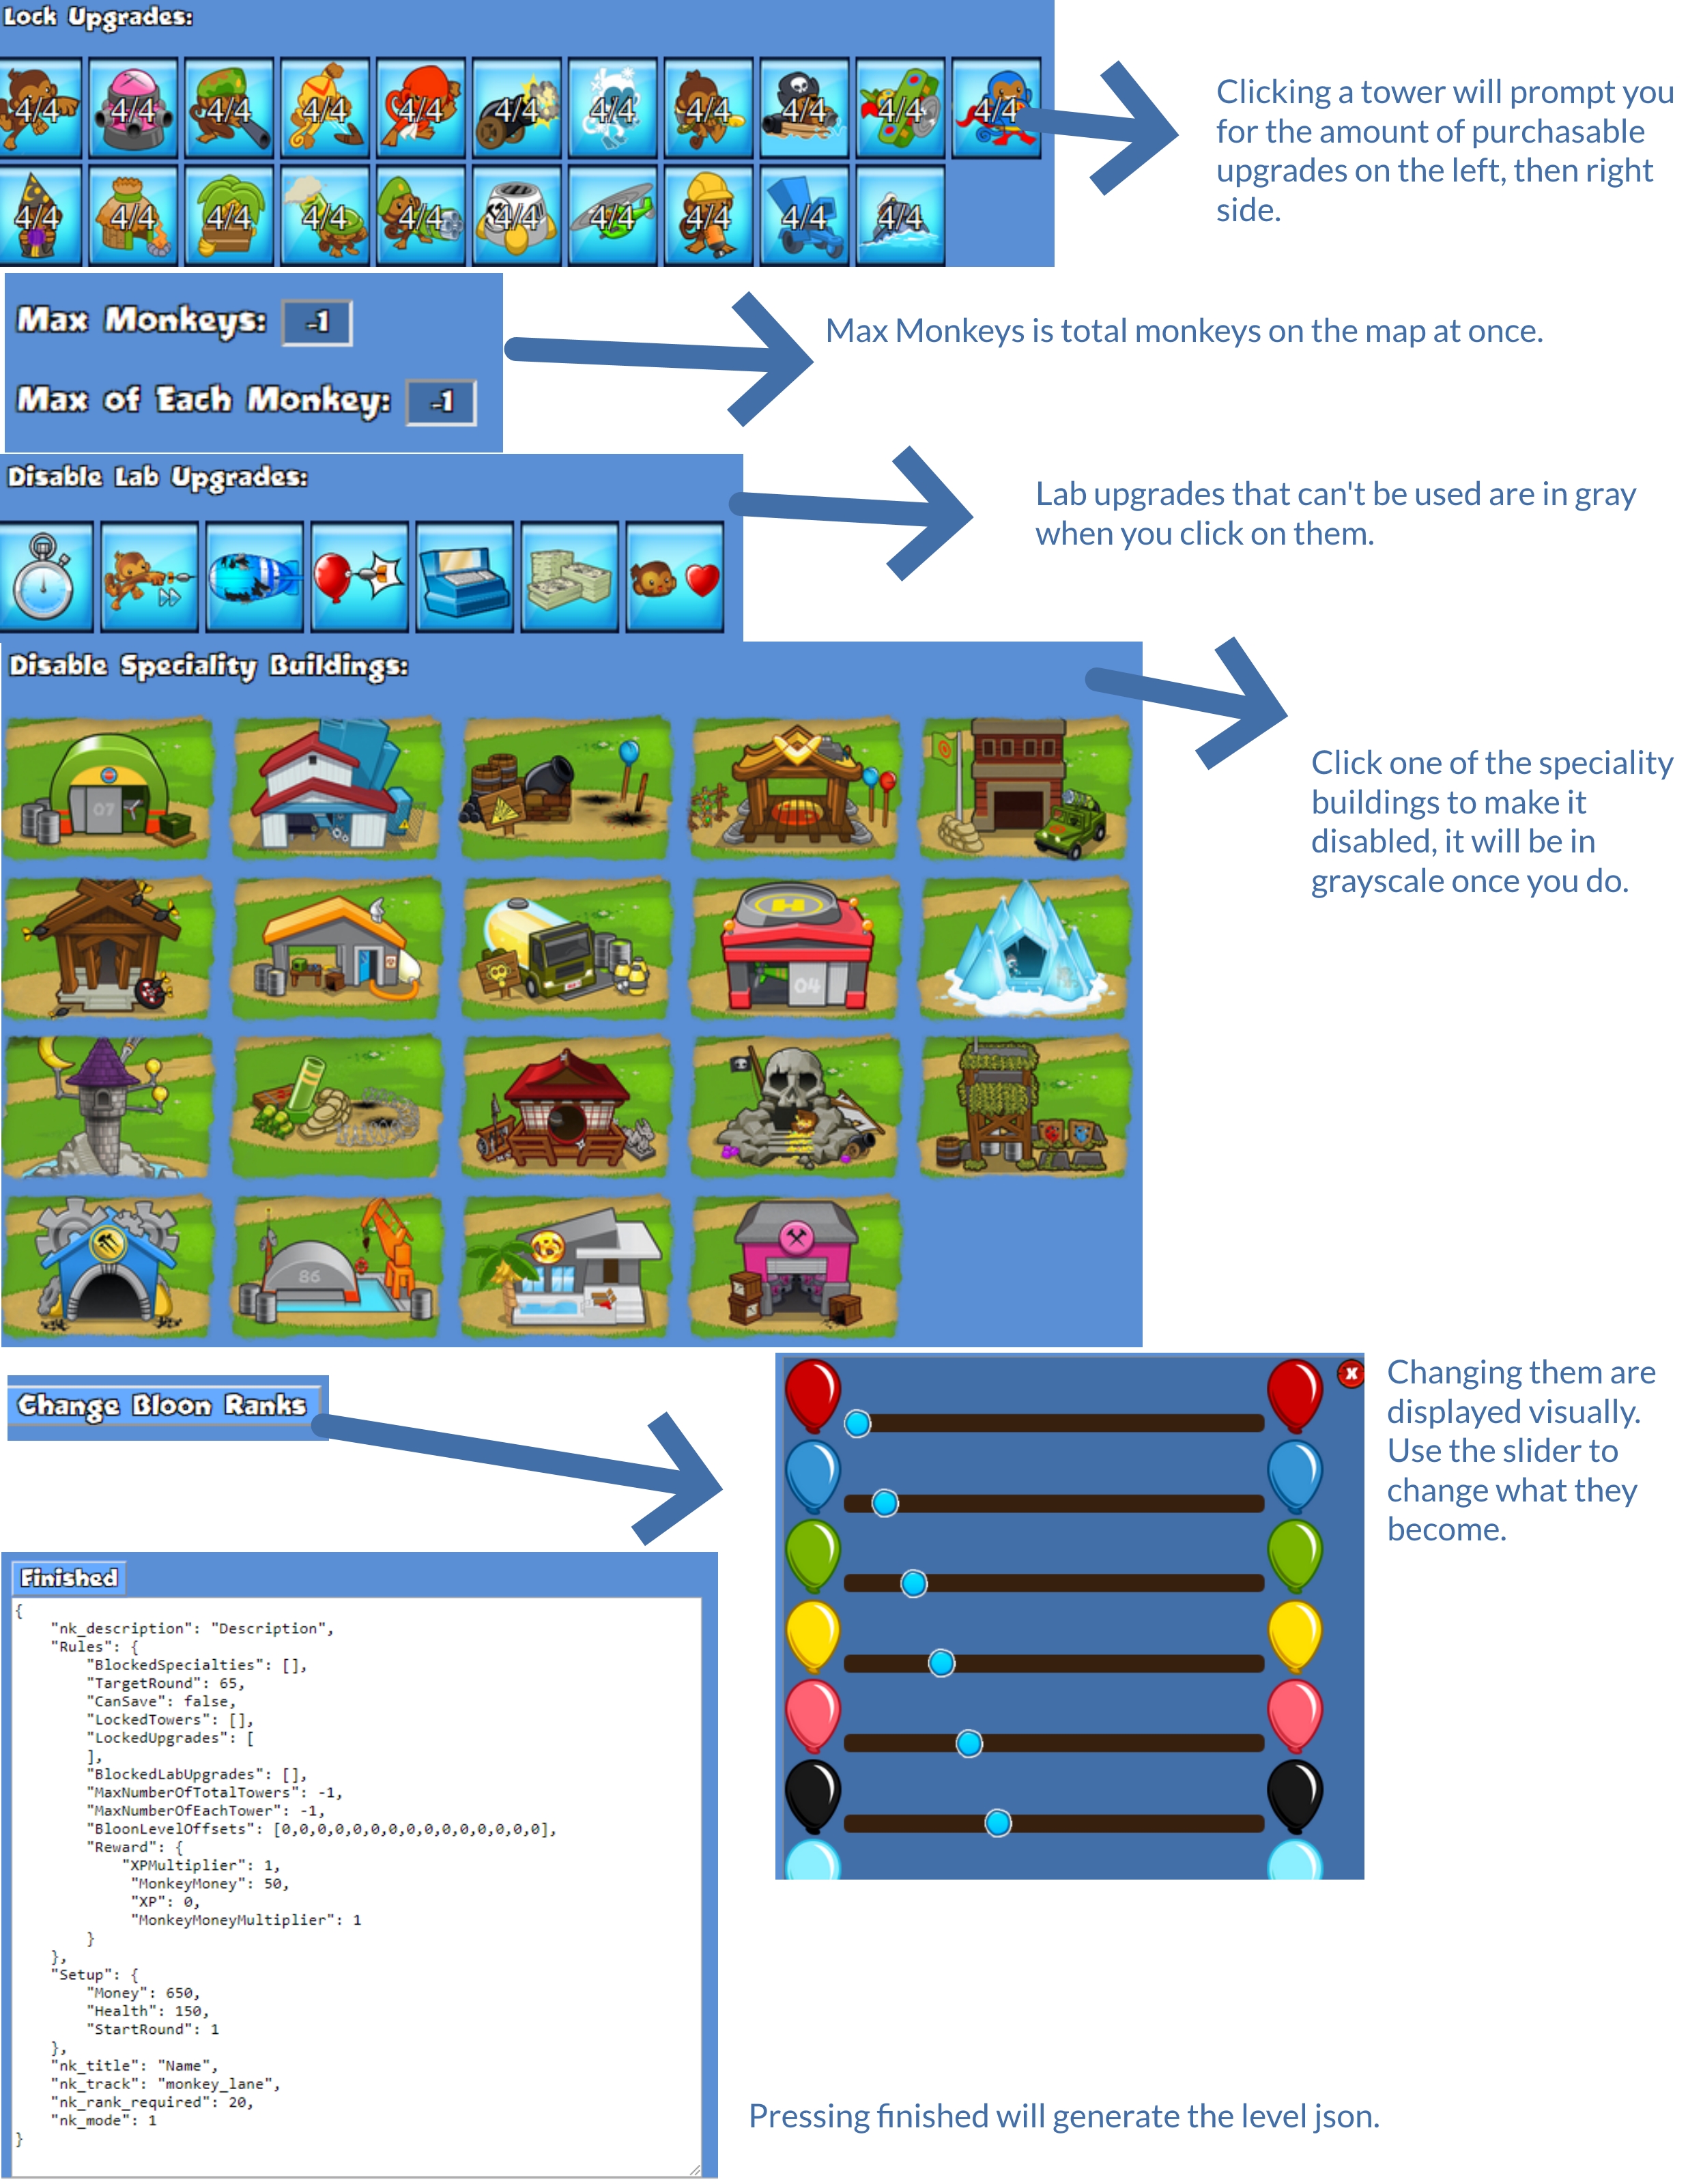 Lock Upgrades:
4/4 4/4 4/4 4/4 4/4 4/4 4/4 4/4 4/4 4/4 4/4
4/4 4/4 4/4 4/4 4/4 4/4 4/4 4/4 4/4 4/4
Clicking a tower will prompt you
for the amount of purchasable
upgrades on the left, then right
side.
Max Monkeys: -1
Max of Each Monkey: -1
Max Monkeys is total monkeys on the map at once.
Disable Lab Upgrades:
Lab upgrades that can't be used are in gray
when you click on them.
Disable Speciality Buildings:
07
H
04
86
Click one of the speciality
buildings to make it
disabled, it will be in
grayscale once you do.
Change Bloon Ranks
X
Changing them are
displayed visually.
Use the slider to
change what they
become.
Finished
{
"nk_description": "Description",
"Rules": {
"BlockedSpecialties": [],
"TargetRound": 65,
"CanSave": false,
"LockedTowers": [],
"LockedUpgrades": [
],
"BlockedLabUpgrades": [],
"MaxNumberOfTotalTowers": -1,
"MaxNumberOfEachTower": -1,
"BloonLevelOffsets": [0,0,0,0,0,0,0,0,0,0,0,0,0,0,0],
"Reward": {
"XPMultiplier": 1,
"MonkeyMoney": 50,
"XP": 0,
"MonkeyMoneyMultiplier": 1
}
},
"Setup": {
"Money": 650,
"Health": 150,
"StartRound": 1
},
"nk_title": "Name",
"nk_track": "monkey_lane",
"nk_rank_required": 20,
"nk_mode": 1
}
Pressing finished will generate the level json.